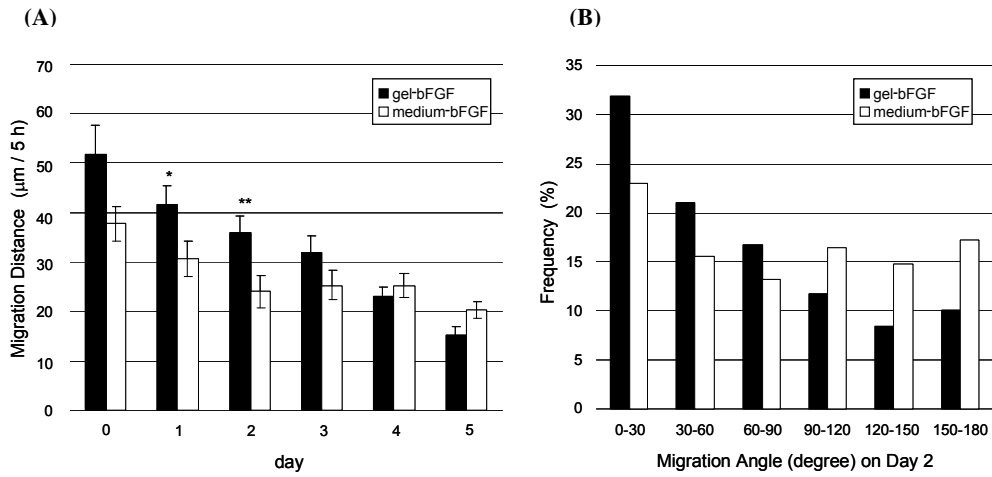 (A)
70
60
50
40
30
20
10
0
Migration Distance (μm / 5 h)
gel-bFGF
medium-bFGF
*
**
0 1 2 3 4 5
day
(B)
35
30
25
20
15
10
5
0
Frequency (%)
gel-bFGF
medium-bFGF
0-30 30-60 60-90 90-120 120-150 150-180
Migration Angle (degree) on Day 2